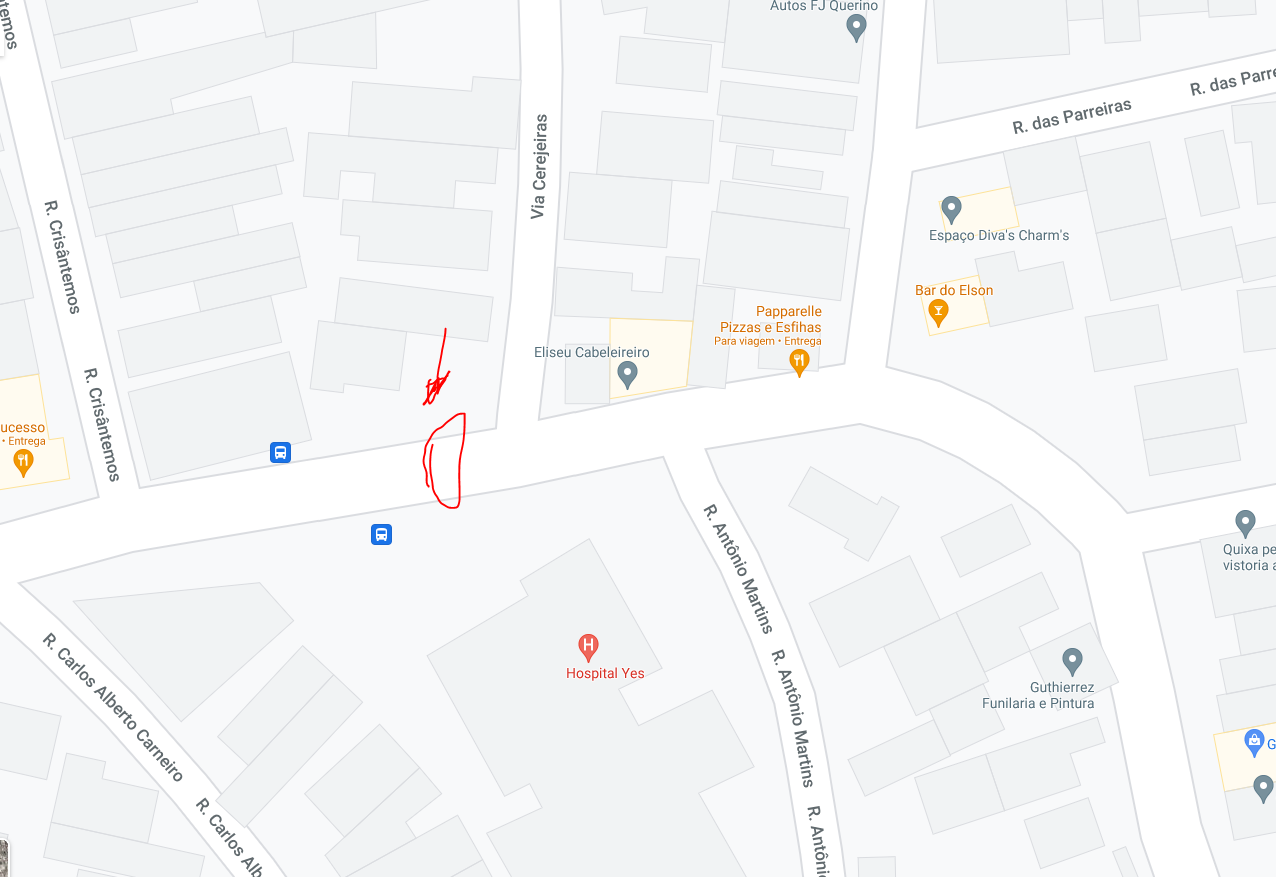 temos
Autos FJ Querino
R. das Parreiras
R. das Parre
Via Cerejeiras
R. Crisântemos
Espaço Diva's Charm's
Bar do Elson
Papparelle
Pizzas e Esfihas
Para viagem • Entrega
Eliseu Cabeleireiro
R. Crisântemos
ucesso
• Entrega
R. Antônio Martins
Quixa pe
vistoria a
H
Hospital Yes
R. Carlos Alberto Carneiro
R. Antônio Martins
Guthierrez
Funilaria e Pintura
G
R. Carlos Alb
R. Antôni